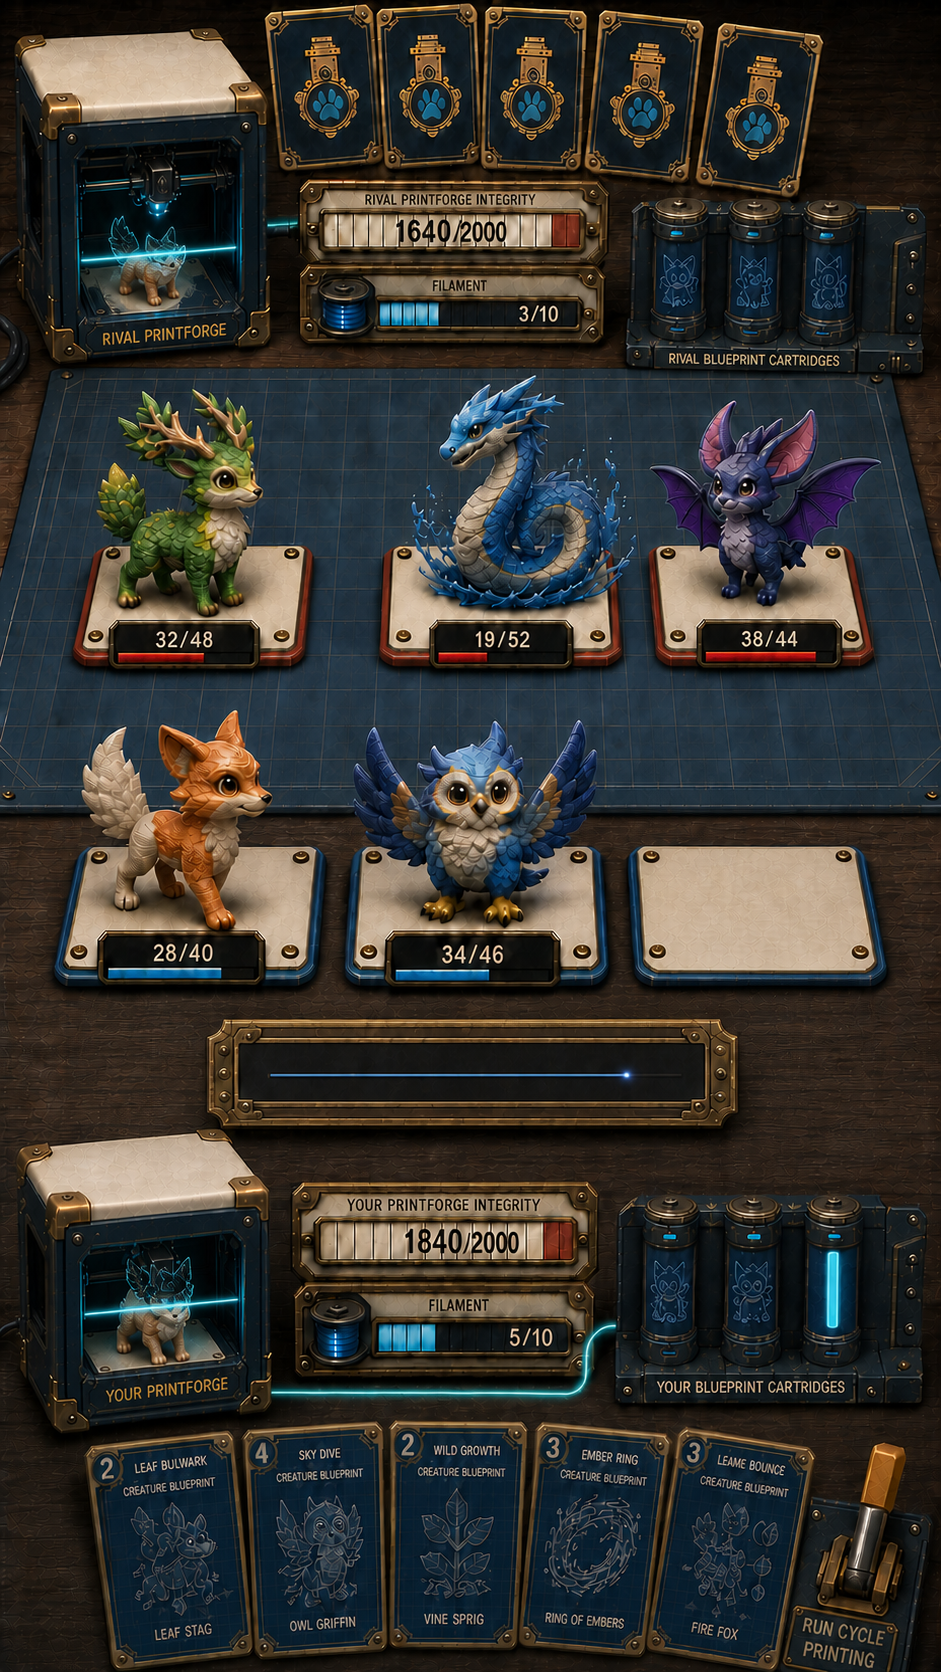 RIVAL PRINTFORGE INTEGRITY
1640/2000
FILAMENT
3/10
RIVAL PRINTFORGE
RIVAL BLUEPRINT CARTRIDGES
32/48
19/52
38/44
28/40
34/46
YOUR PRINTFORGE INTEGRITY
1840/2000
FILAMENT
5/10
YOUR PRINTFORGE
YOUR BLUEPRINT CARTRIDGES
2
LEAF BULWARK
CREATURE BLUEPRINT
LEAF STAG
4
SKY DIVE
CREATURE BLUEPRINT
OWL GRIFFIN
2
WILD GROWTH
CREATURE BLUEPRINT
VINE SPRIG
3
EMBER RING
CREATURE BLUEPRINT
RING OF EMBERS
3
LEAME BOUNCE
CREATURE BLUEPRINT
FIRE FOX
RUN CYCLE
PRINTING